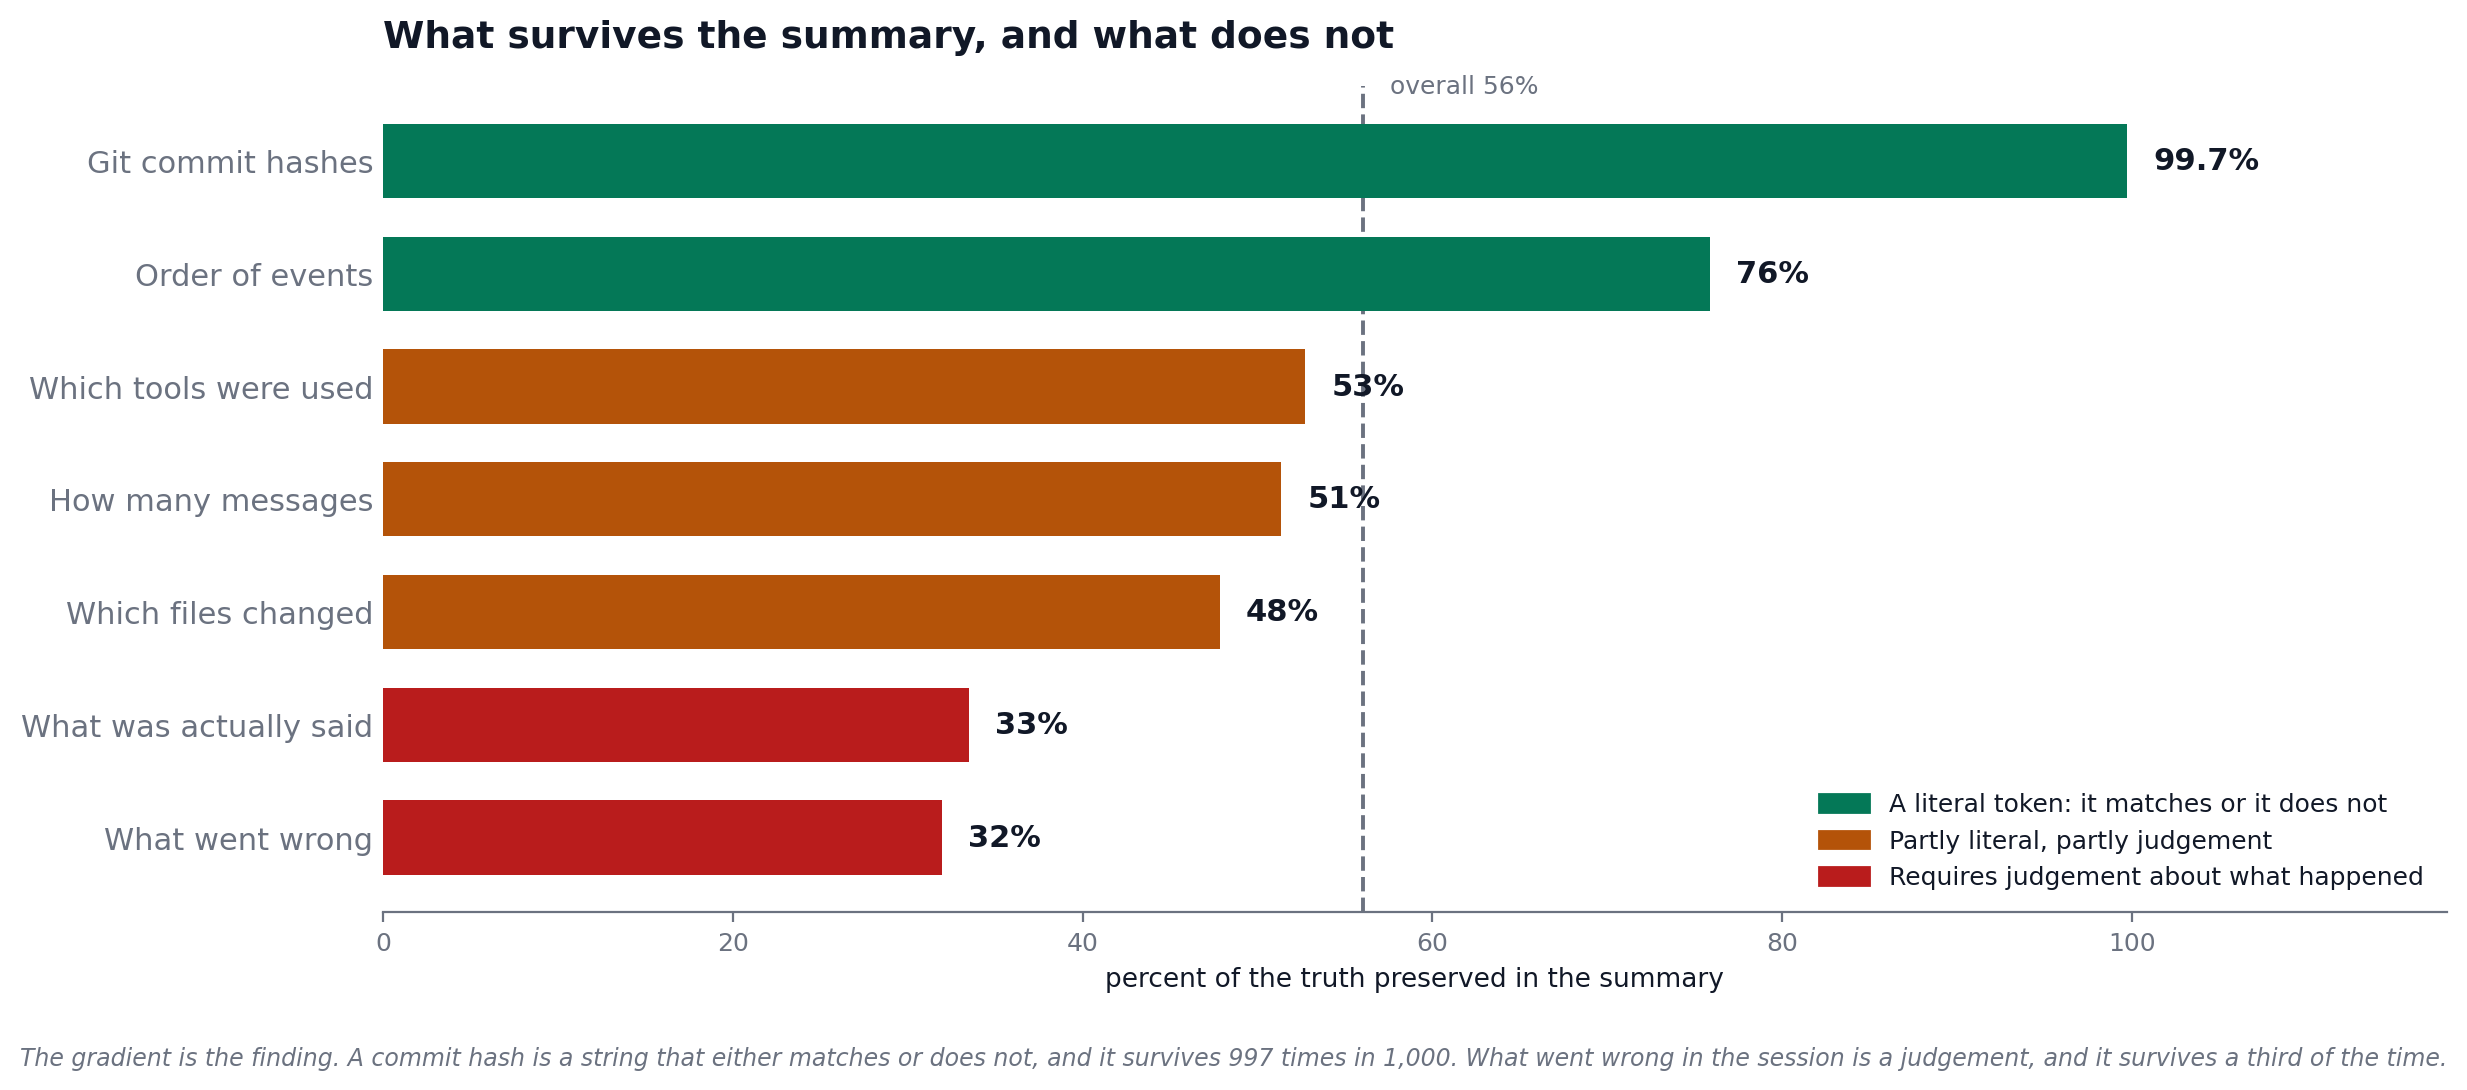 What survives the summary, and what does not
overall 56%
Git commit hashes
99.7%
Order of events
76%
Which tools were used
53%
How many messages
51%
Which files changed
48%
What was actually said
33%
What went wrong
32%
A literal token: it matches or it does not
Partly literal, partly judgement
Requires judgement about what happened
0 20 40 60 80 100
percent of the truth preserved in the summary
The gradient is the finding. A commit hash is a string that either matches or does not, and it survives 997 times in 1,000. What went wrong in the session is a judgement, and it survives a third of the time.